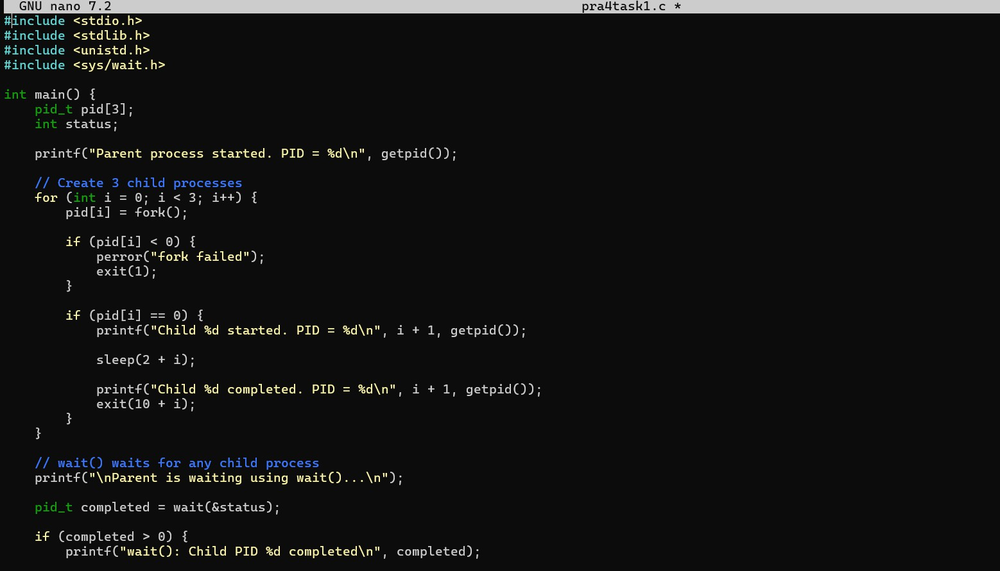 GNU nano 7.2 pra4task1.c *
#include <stdio.h>
#include <stdlib.h>
#include <unistd.h>
#include <sys/wait.h>

int main() {
    pid_t pid[3];
    int status;

    printf("Parent process started. PID = %d\n", getpid());

    // Create 3 child processes
    for (int i = 0; i < 3; i++) {
        pid[i] = fork();

        if (pid[i] < 0) {
            perror("fork failed");
            exit(1);
        }

        if (pid[i] == 0) {
            printf("Child %d started. PID = %d\n", i + 1, getpid());

            sleep(2 + i);

            printf("Child %d completed. PID = %d\n", i + 1, getpid());
            exit(10 + i);
        }
    }

    // wait() waits for any child process
    printf("\nParent is waiting using wait()...\n");

    pid_t completed = wait(&status);

    if (completed > 0) {
        printf("wait(): Child PID %d completed\n", completed);